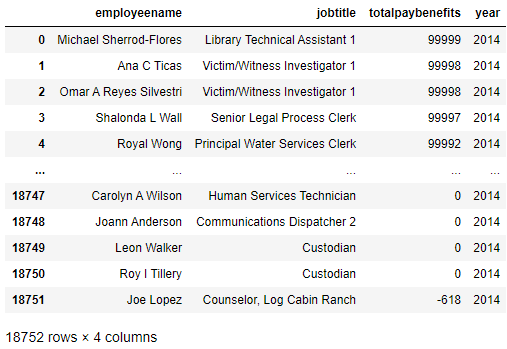 employeename jobtitle totalpaybenefits year
0 Michael Sherrod-Flores Library Technical Assistant 1 99999 2014
1 Ana C Ticas Victim/Witness Investigator 1 99998 2014
2 Omar A Reyes Silvestri Victim/Witness Investigator 1 99998 2014
3 Shalonda L Wall Senior Legal Process Clerk 99997 2014
4 Royal Wong Principal Water Services Clerk 99992 2014
... ... ... ... ...
18747 Carolyn A Wilson Human Services Technician 0 2014
18748 Joann Anderson Communications Dispatcher 2 0 2014
18749 Leon Walker Custodian 0 2014
18750 Roy I Tillery Custodian 0 2014
18751 Joe Lopez Counselor, Log Cabin Ranch -618 2014
18752 rows × 4 columns